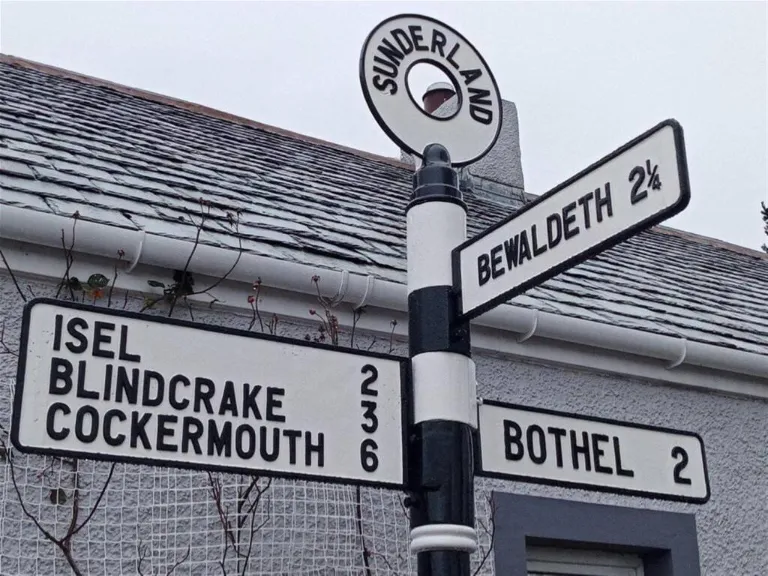 SUNDERLAND
BEWALDETH 2¼
ISEL 2
BLINDCRAKE 3
COCKERMOUTH 6
BOTHEL 2